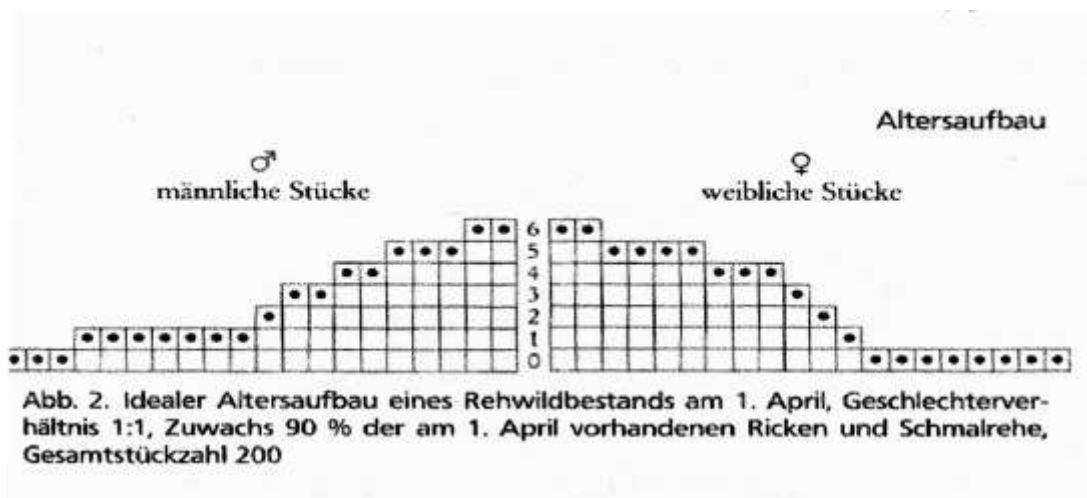 Altersaufbau
♂ ♀
männliche Stücke weibliche Stücke
6
5
4
3
2
1
0
Abb. 2. Idealer Altersaufbau eines Rehwildbestands am 1. April, Geschlechterver-
hältnis 1:1, Zuwachs 90 % der am 1. April vorhandenen Ricken und Schmalrehe,
Gesamtstückzahl 200